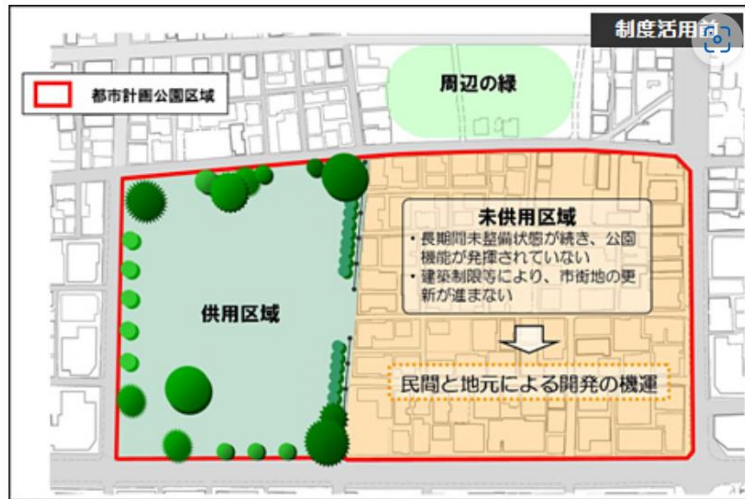 制度活用前
都市計画公園区域
周辺の緑
未供用区域
・長期間未整備状態が続き、公園
機能が発揮されていない
・建築制限等により、市街地の更
新が進まない
供用区域
民間と地元による開発の機運